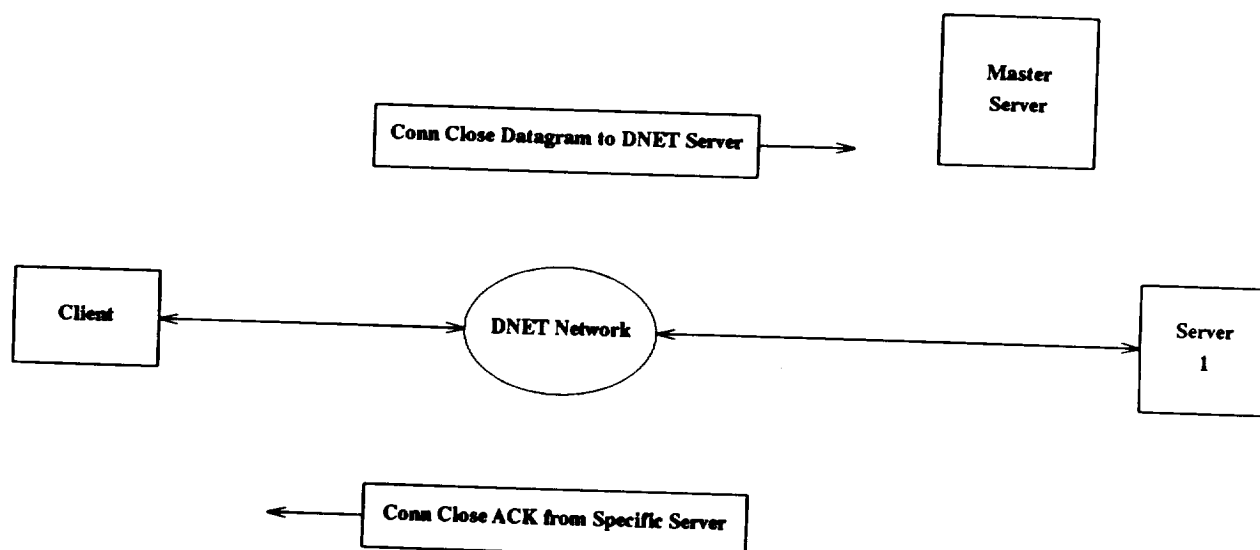 Master
Server
Conn Close Datagram to DNET Server
Client
DNET Network
Server
1
Conn Close ACK from Specific Server